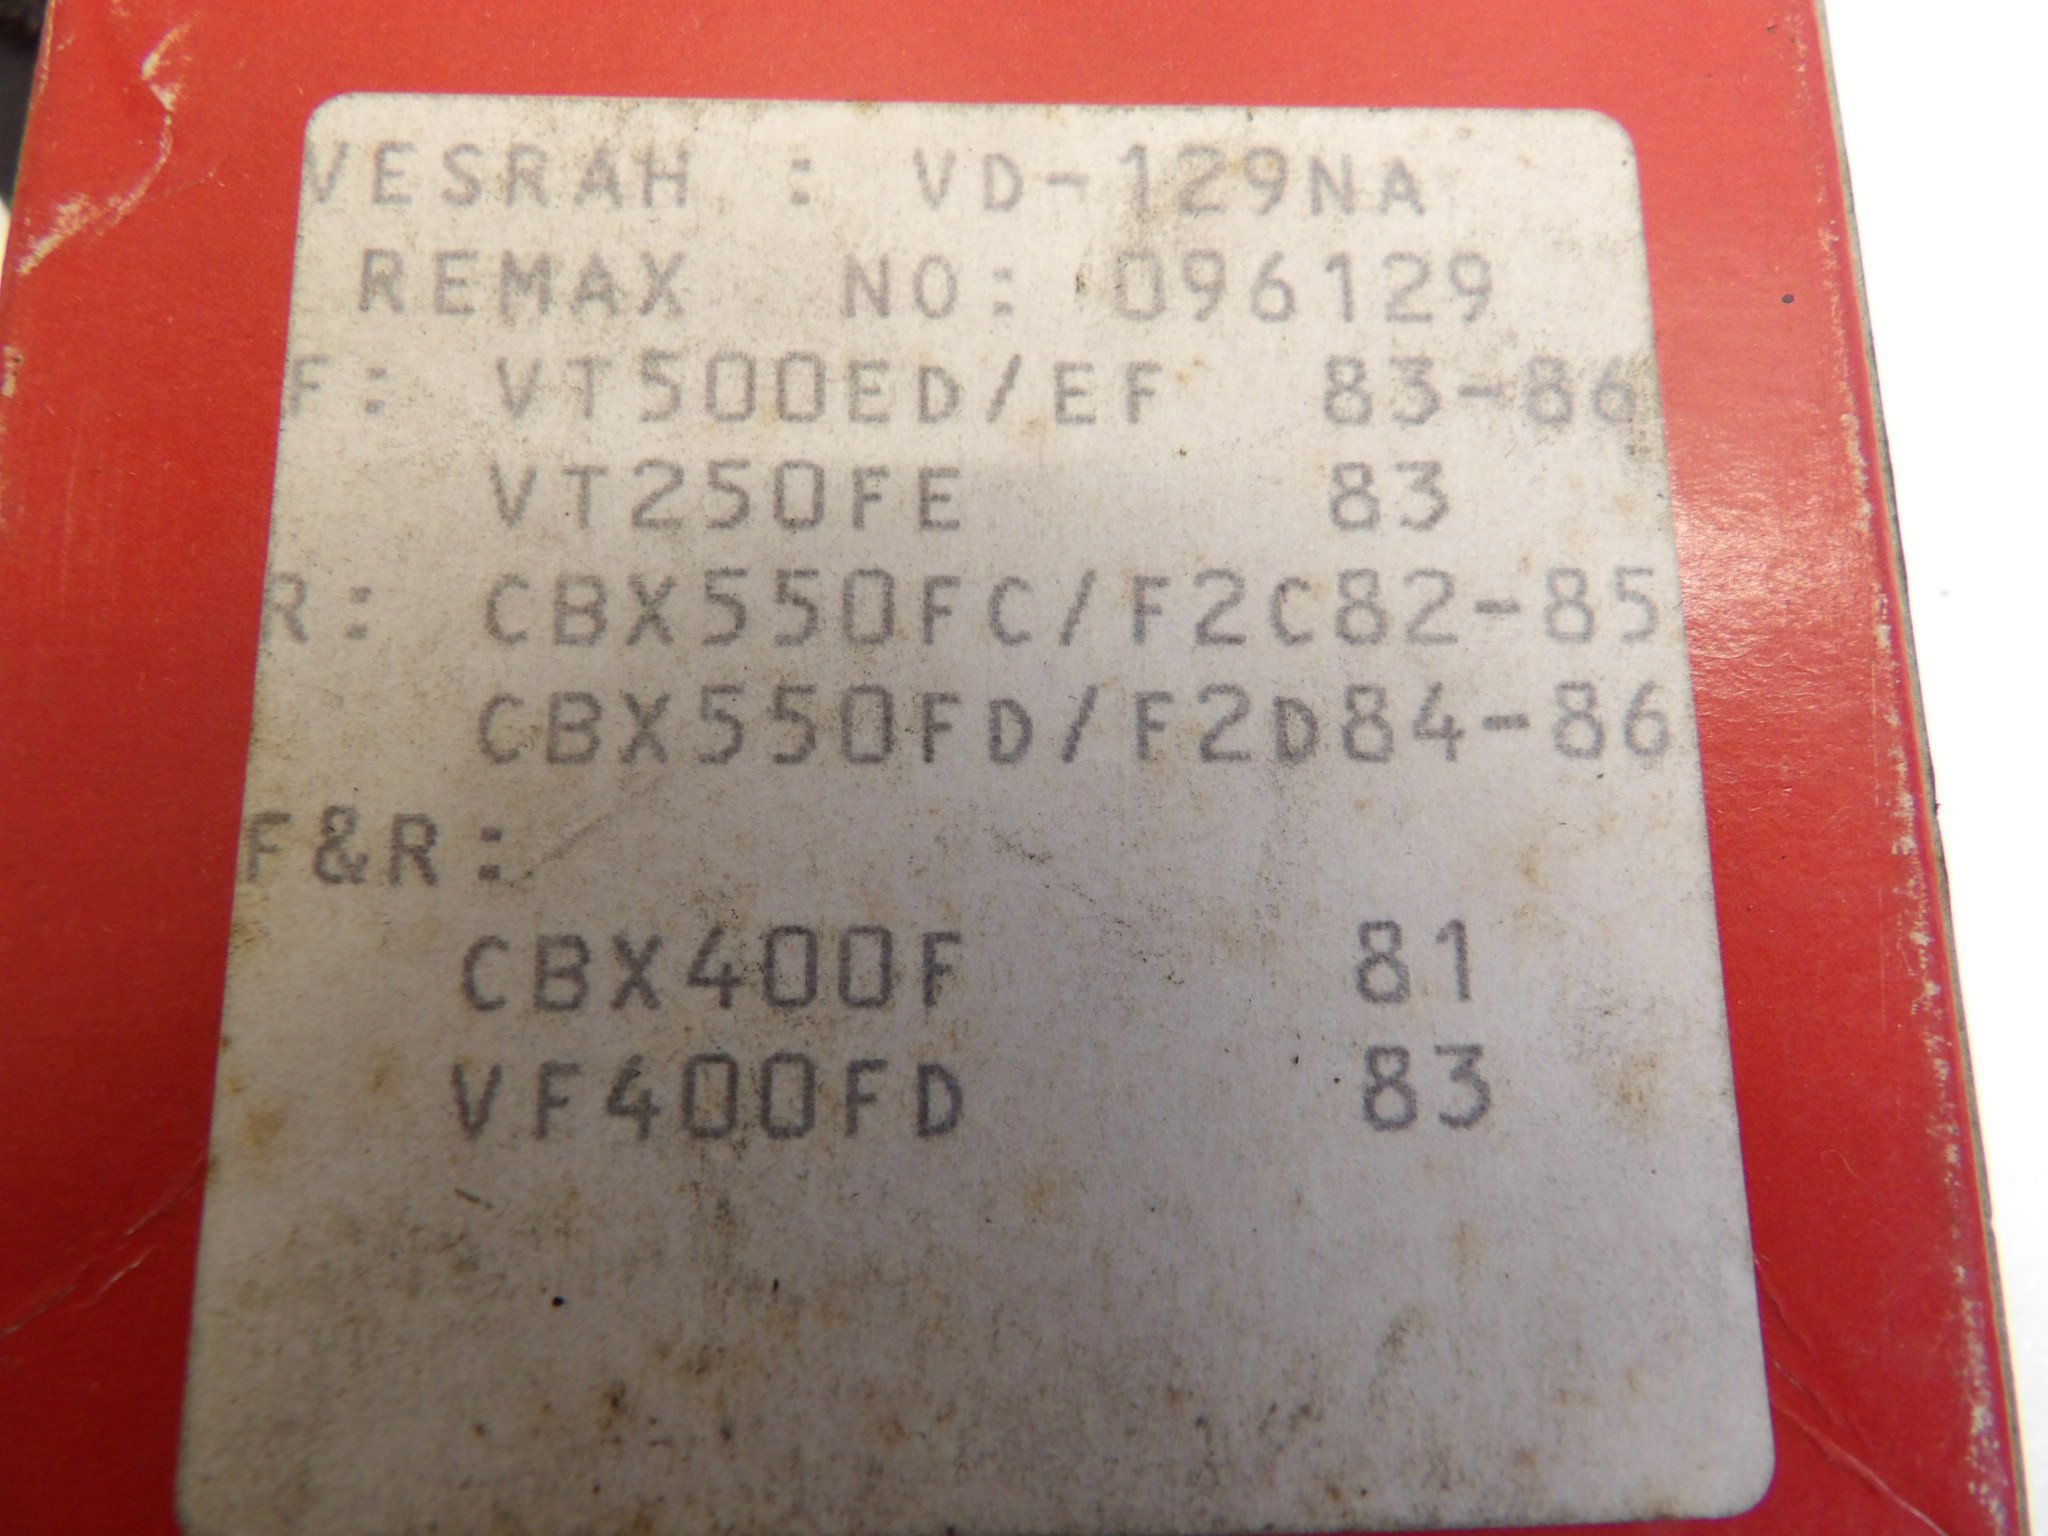 VESRAH : VD-129NA
REMAX NO: 096129
F: VT500ED/EF 83-86
VT250FE 83
R: CBX550FC/F2C82-85
CBX550FD/F2D84-86
F&R:
CBX400F 81
VF400FD 83